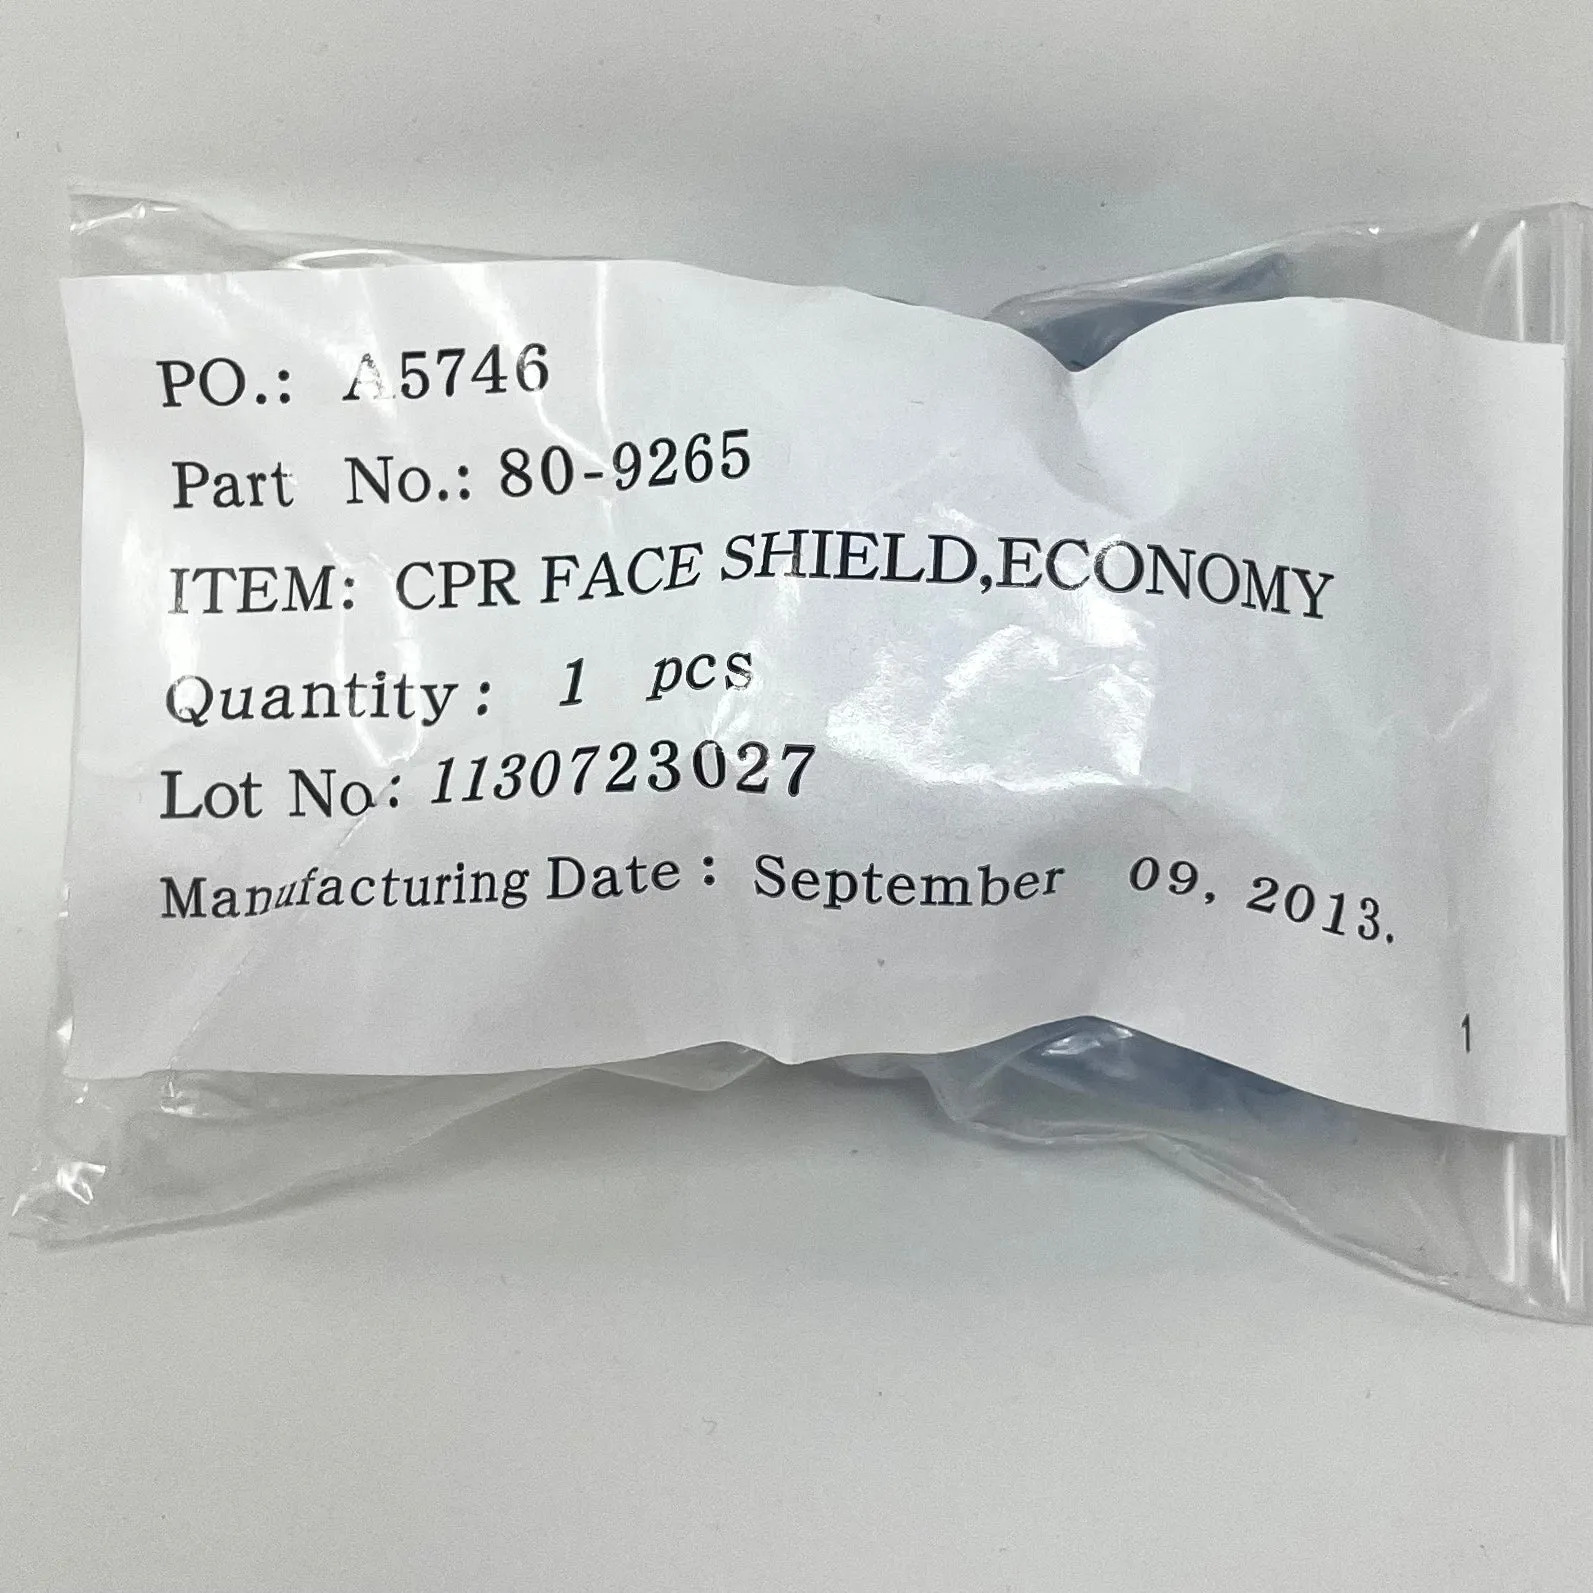 PO.: A5746
Part No.: 80-9265
ITEM: CPR FACE SHIELD,ECONOMY
Quantity: 1 pcs
Lot No: 1130723027
Manufacturing Date: September 09, 2013.
1